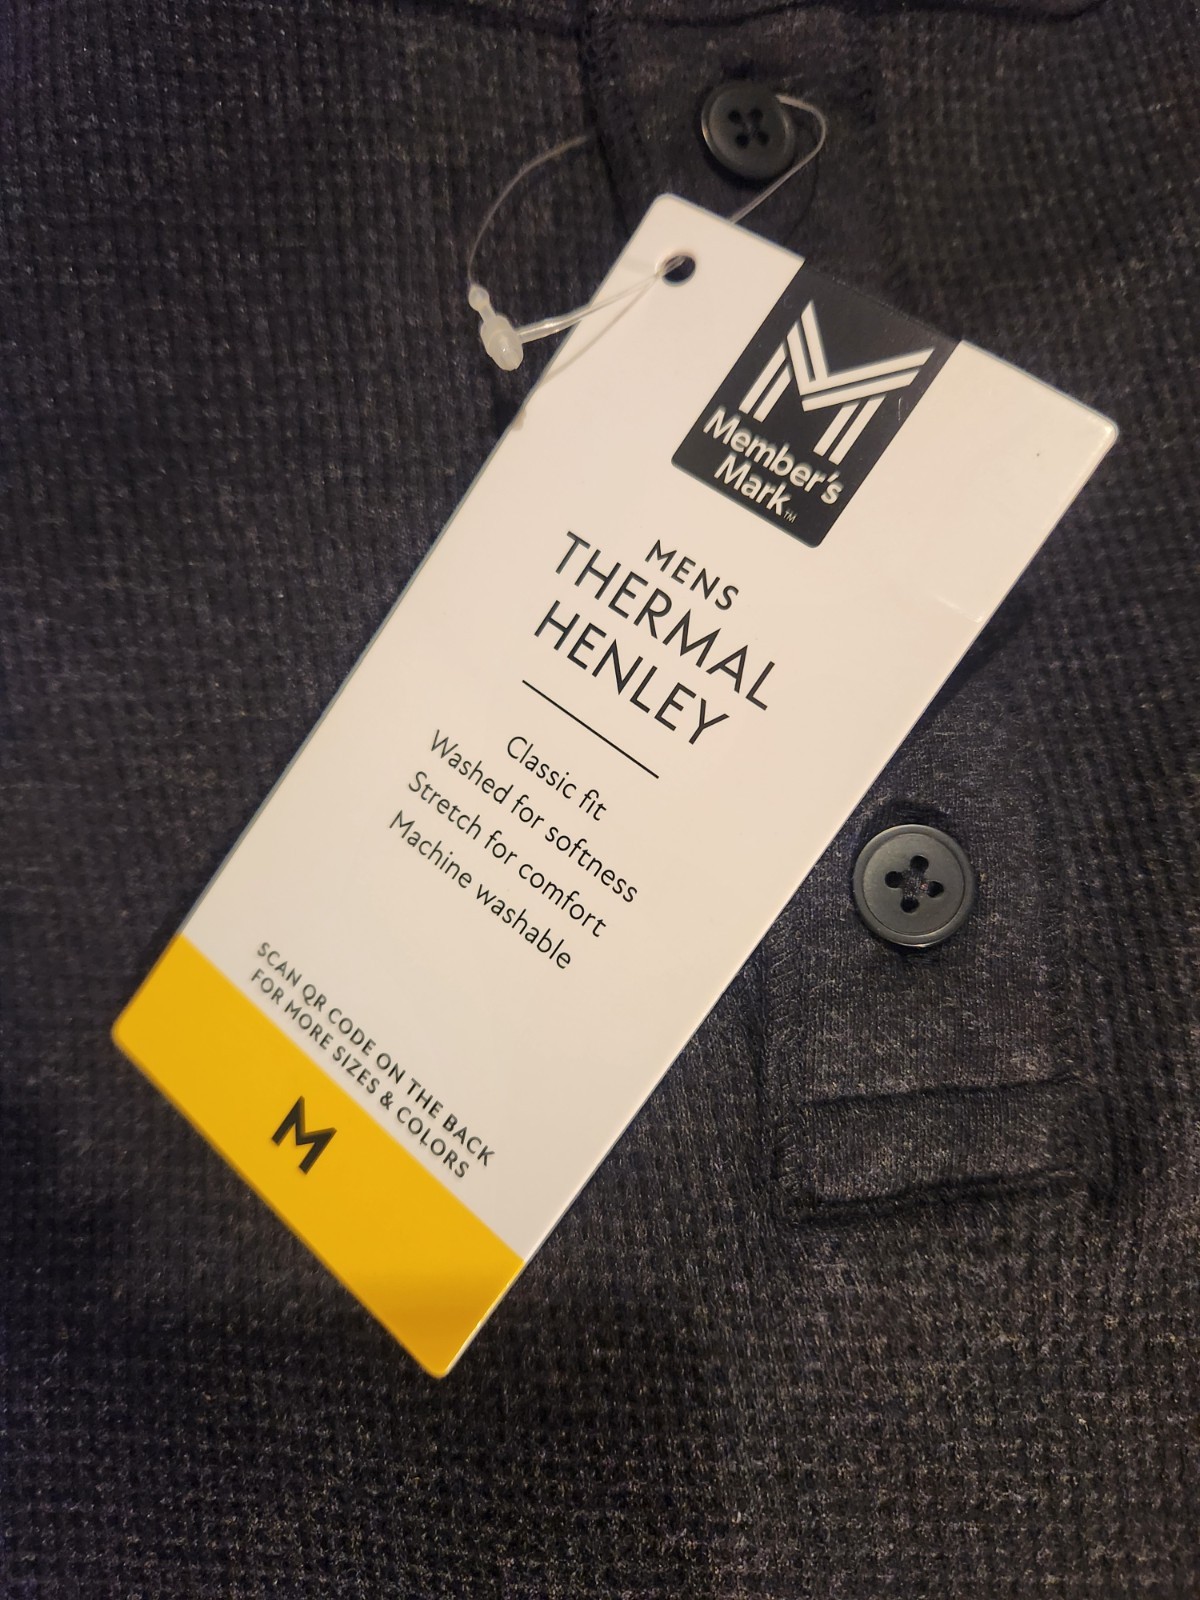 Member's
Mark™
MENS
THERMAL
HENLEY
Classic fit
Washed for softness
Stretch for comfort
Machine washable
SCAN QR CODE ON THE BACK
FOR MORE SIZES & COLORS
M